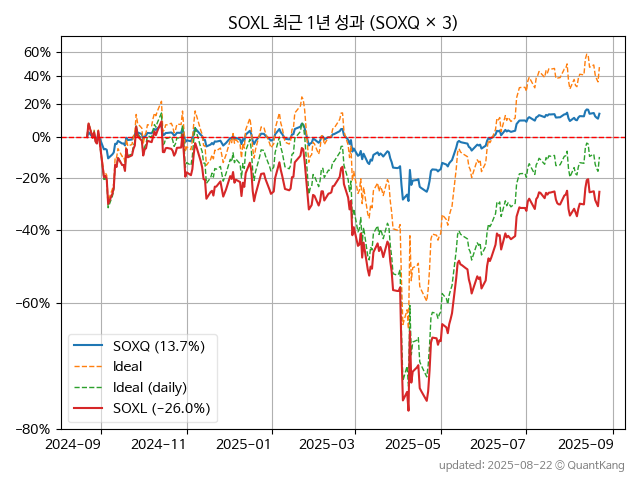 SOXL 최근 1년 성과 (SOXQ × 3)
60%
40%
20%
0%
−20%
−40%
−60%
−80%
SOXQ (13.7%)
Ideal
Ideal (daily)
SOXL (−26.0%)
2024−09
2024−11
2025−01
2025−03
2025−05
2025−07
2025−09
updated: 2025−08−22 © QuantKang